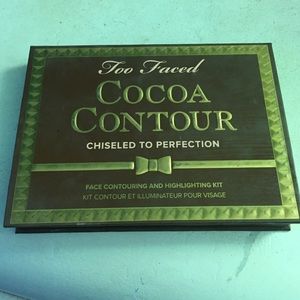 Too Faced
COCOA
CONTOUR
CHISELED TO PERFECTION
FACE CONTOURING AND HIGHLIGHTING KIT
KIT CONTOUR ET ILLUMINATEUR POUR VISAGE